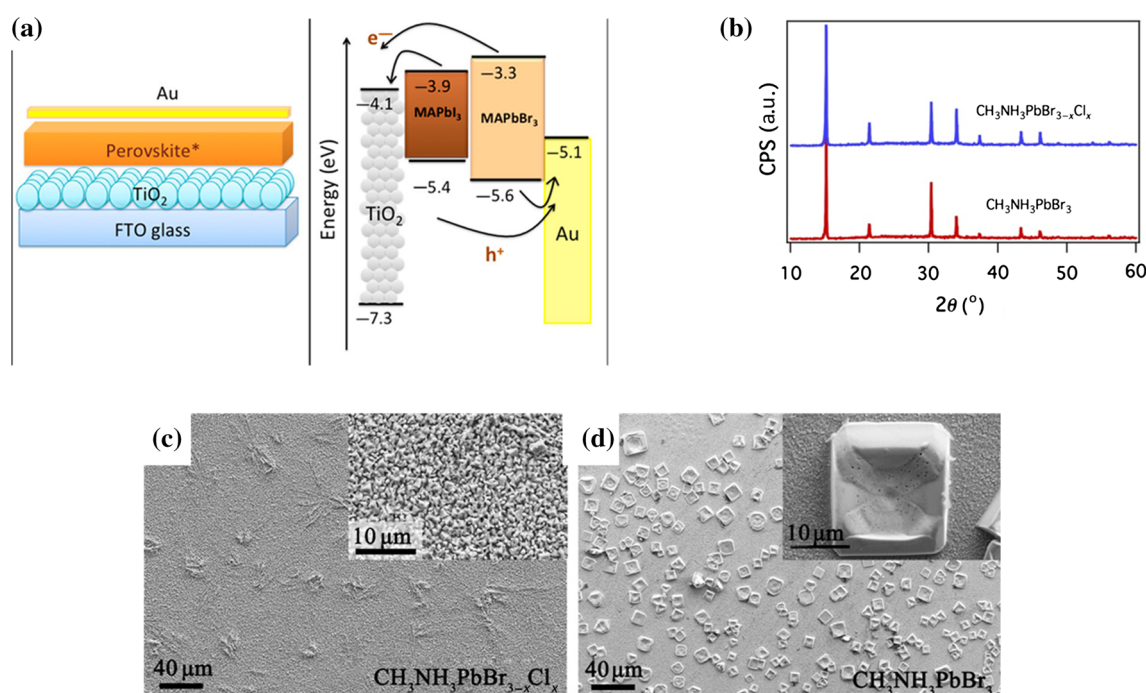 (a)
Au
Perovskite*
TiO₂
FTO glass
Energy (eV)
e—
—4.1
TiO₂
—7.3
—3.9
MAPbI₃
—5.4
—3.3
MAPbBr₃
—5.6
h⁺
—5.1
Au
(b)
CPS (a.u.)
CH₃NH₃PbBr₃₋ₓClₓ
CH₃NH₃PbBr₃
10 20 30 40 50 60
2θ (°)
(c)
10 μm
40 μm
CH₃NH₃PbBr₃₋ₓClₓ
(d)
10 μm
40 μm
CH₃NH₃PbBr